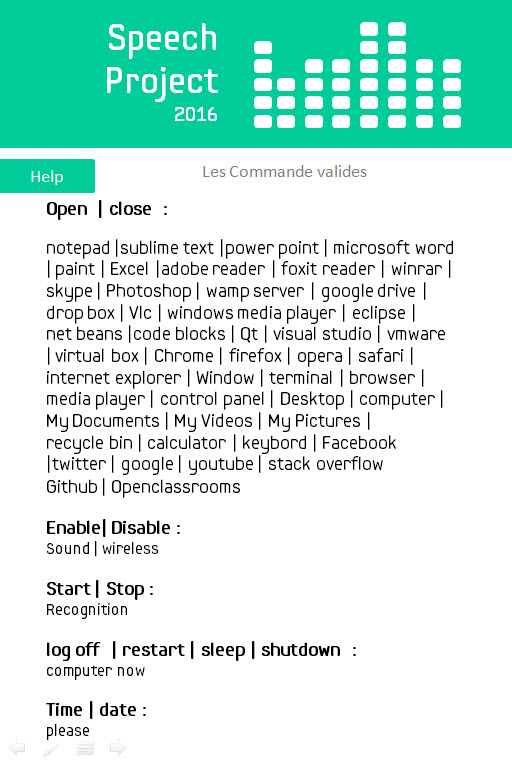 Speech
Project
2016
Help
Les Commande valides
Open | close :
notepad |sublime text |power point | microsoft word
| paint | Excel |adobe reader | foxit reader | winrar |
skype | Photoshop | wamp server | google drive |
drop box | Vlc | windows media player | eclipse |
net beans |code blocks | Qt | visual studio | vmware
| virtual box | Chrome | firefox | opera | safari |
internet explorer | Window | terminal | browser |
media player | control panel | Desktop | computer |
My Documents | My Videos | My Pictures |
recycle bin | calculator | keybord | Facebook
|twitter | google | youtube | stack overflow
Github | Openclassrooms
Enable| Disable :
Sound | wireless
Start | Stop :
Recognition
log off | restart | sleep | shutdown :
computer now
Time | date :
please